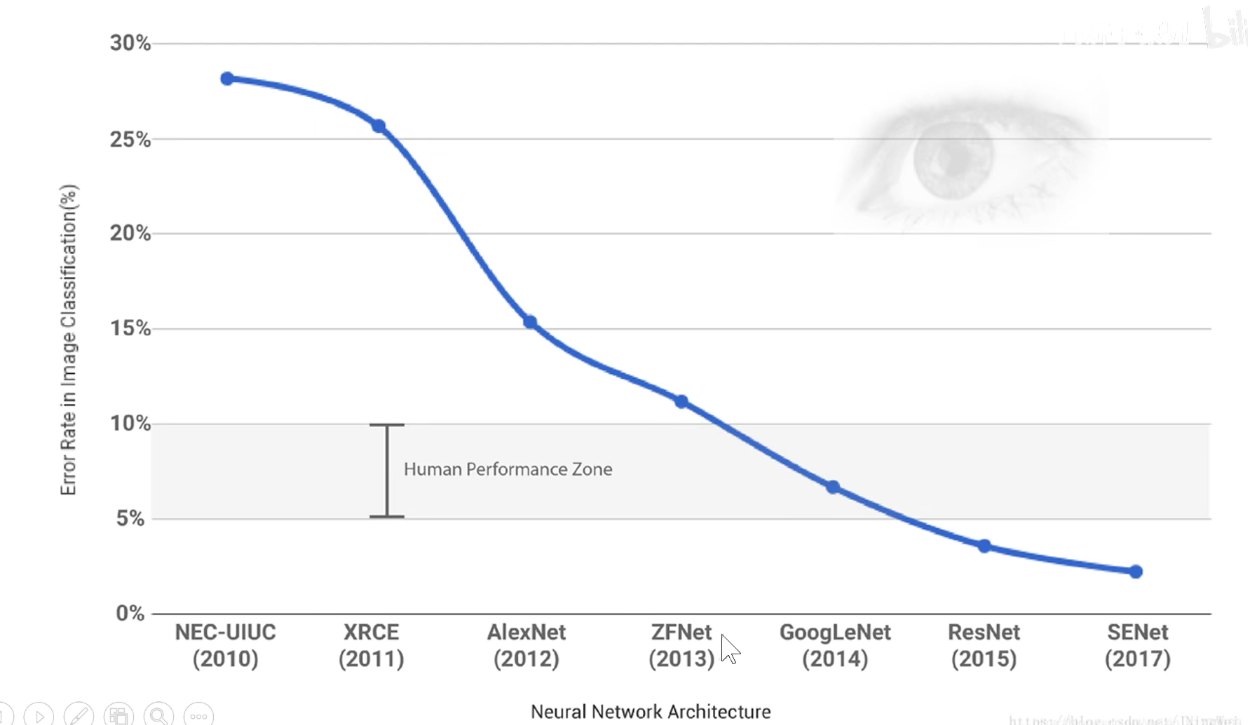 30%
25%
20%
15%
10%
5%
0%
Error Rate in Image Classification(%)
Human Performance Zone
NEC-UIUC
(2010)
XRCE
(2011)
AlexNet
(2012)
ZFNet
(2013)
GoogLeNet
(2014)
ResNet
(2015)
SENet
(2017)
Neural Network Architecture